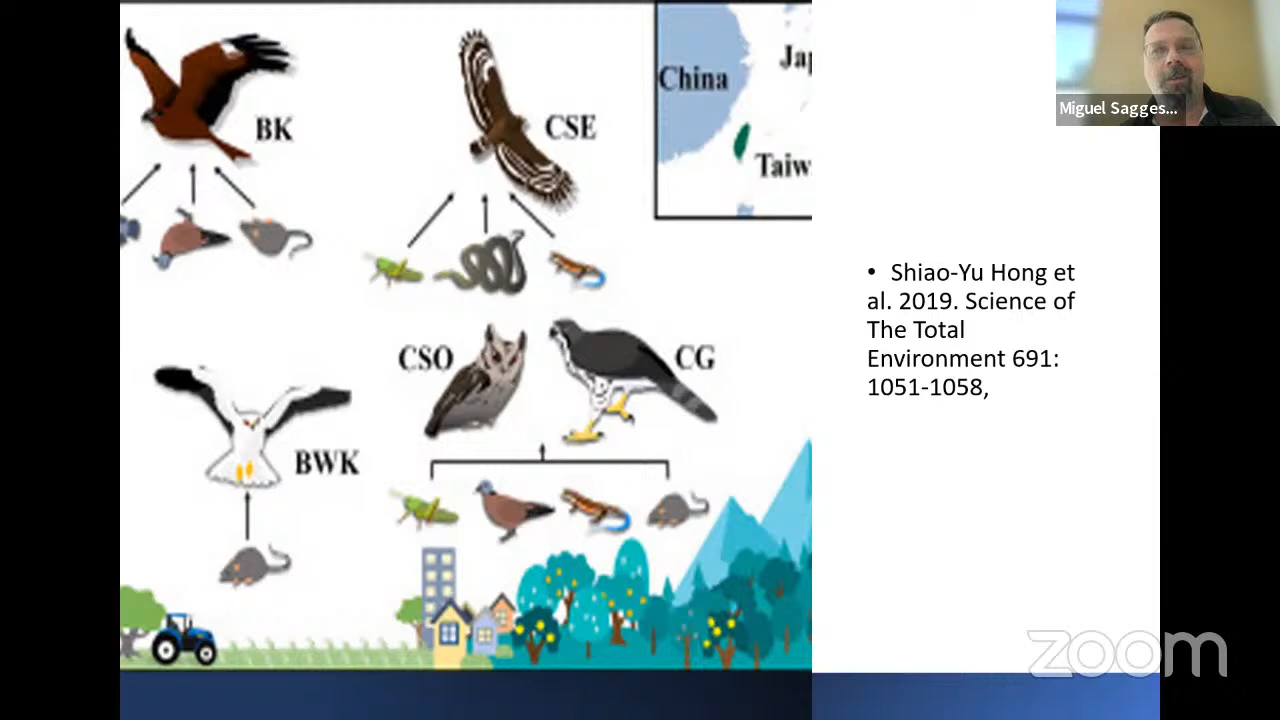 BK
CSE
China
Jap
Taiw
CSO
CG
BWK
• Shiao-Yu Hong et
al. 2019. Science of
The Total
Environment 691:
1051-1058,
Miguel Sagges...
zoom